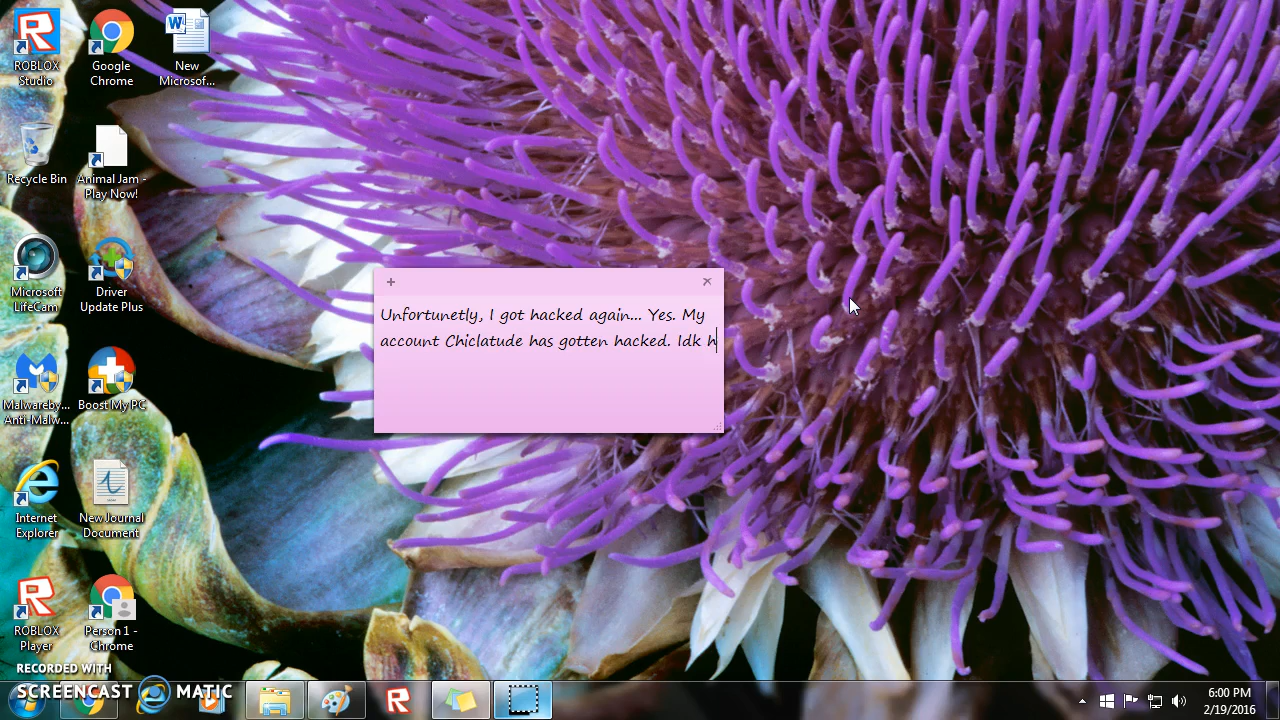 ROBLOX
Studio
Google
Chrome
New
Microsof...
Recycle Bin
Animal Jam -
Play Now!
Microsoft
LifeCam
Driver
Update Plus
Malwareby...
Anti-Malw...
Boost My PC
Internet
Explorer
New Journal
Document
ROBLOX
Player
Person 1 -
Chrome
Unfortunetly, I got hacked again... Yes. My
account Chiclatude has gotten hacked. Idk h
RECORDED WITH
SCREENCAST MATIC
6:00 PM
2/19/2016